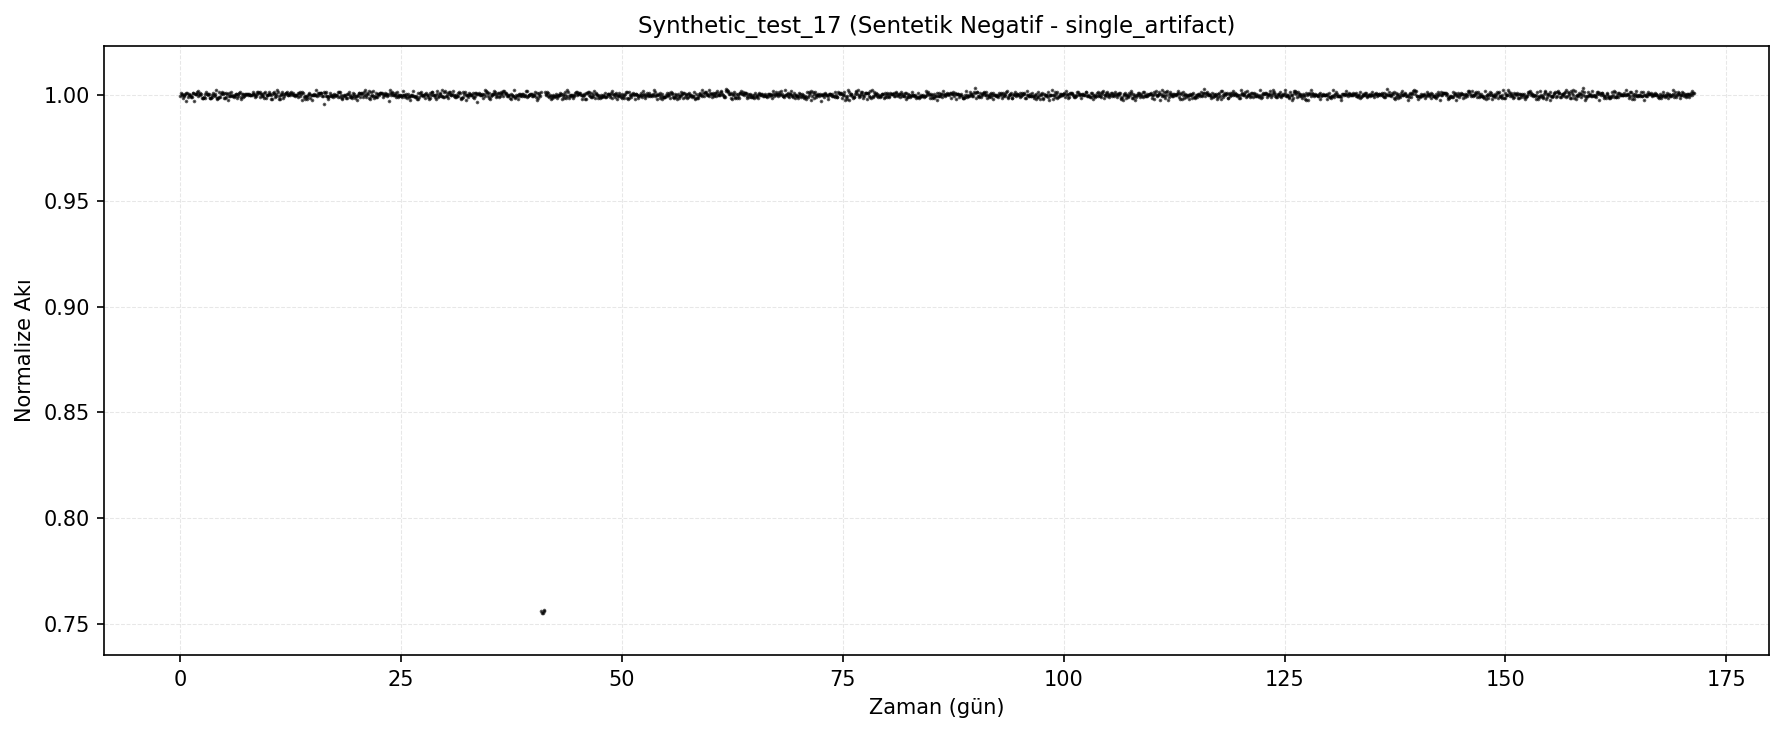 Synthetic_test_17 (Sentetik Negatif - single_artifact)
Normalize Akı
1.00
0.95
0.90
0.85
0.80
0.75
0 25 50 75 100 125 150 175
Zaman (gün)